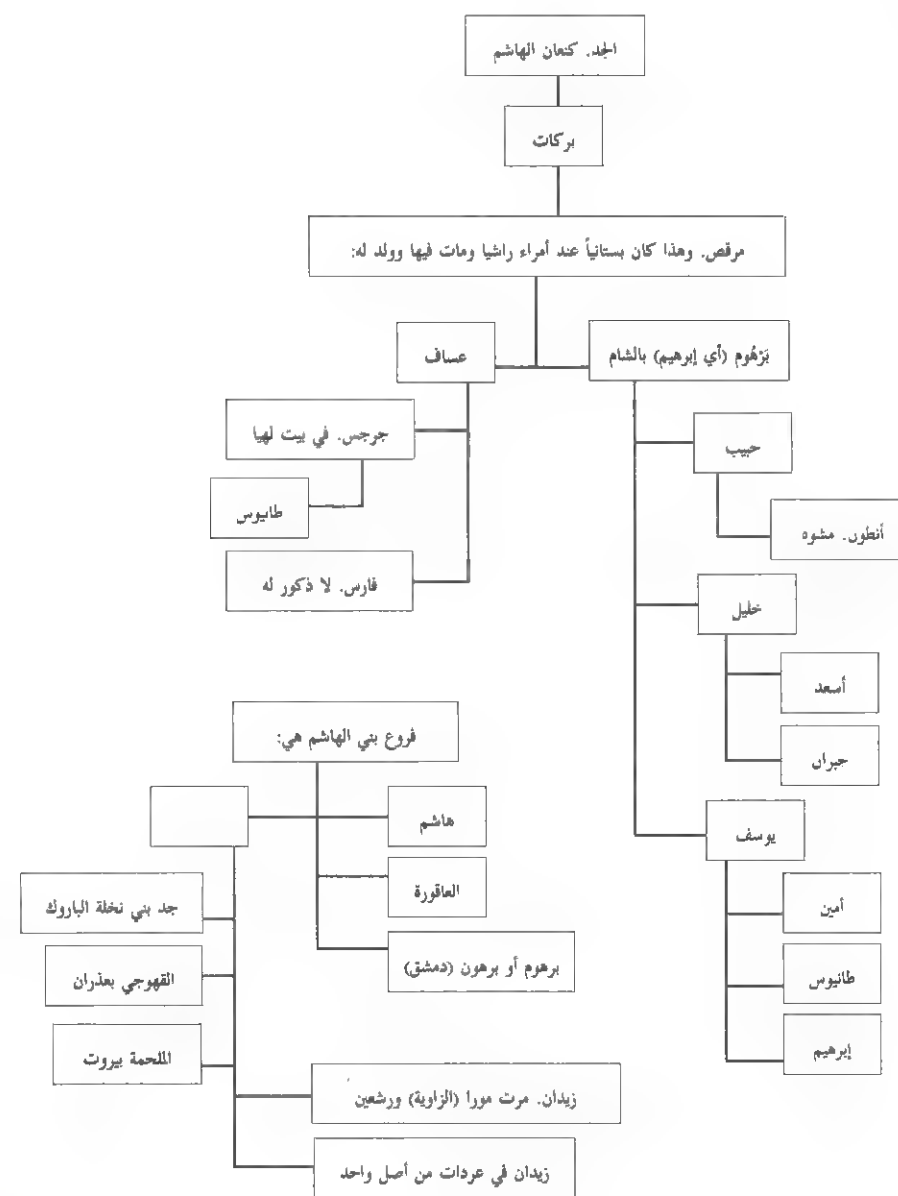 الجد. كنعان الهاشم
بركات
مرقص. وهذا كان بستانياً عند أمراء راشيا ومات فيها وولد له:
بَرْهُوم (أي إبرهيم) بالشام
عساف
حبيب
جرجس. في بيت لهيا
أنطون. مشوه
طانيوس
فارس. لا ذكور له
خليل
أسعد
جبران
يوسف
أمين
طانيوس
إبرهيم
فروع بني الهاشم هي:
هاشم
العاقورة
برهوم أو برهون (دمشق)
جد بني نخلة الباروك
القهوجي بعذران
الملحمة بيروت
زيدان. مرت مورا (الزاوية) ورشعين
زيدان في عردات من أصل واحد